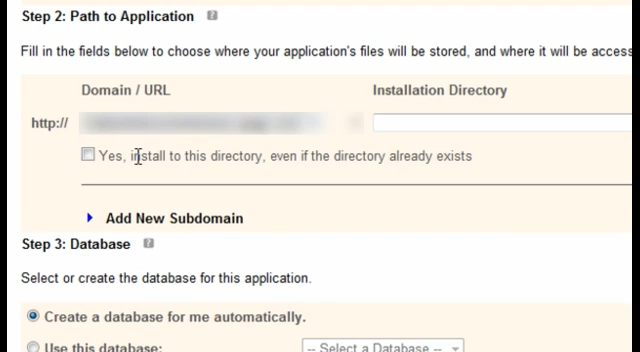 Step 2: Path to Application ?
Fill in the fields below to choose where your application's files will be stored, and where it will be access
Domain / URL Installation Directory
http://
Yes, install to this directory, even if the directory already exists
Add New Subdomain
Step 3: Database ?
Select or create the database for this application.
Create a database for me automatically.
Use this database: -- Select a Database --